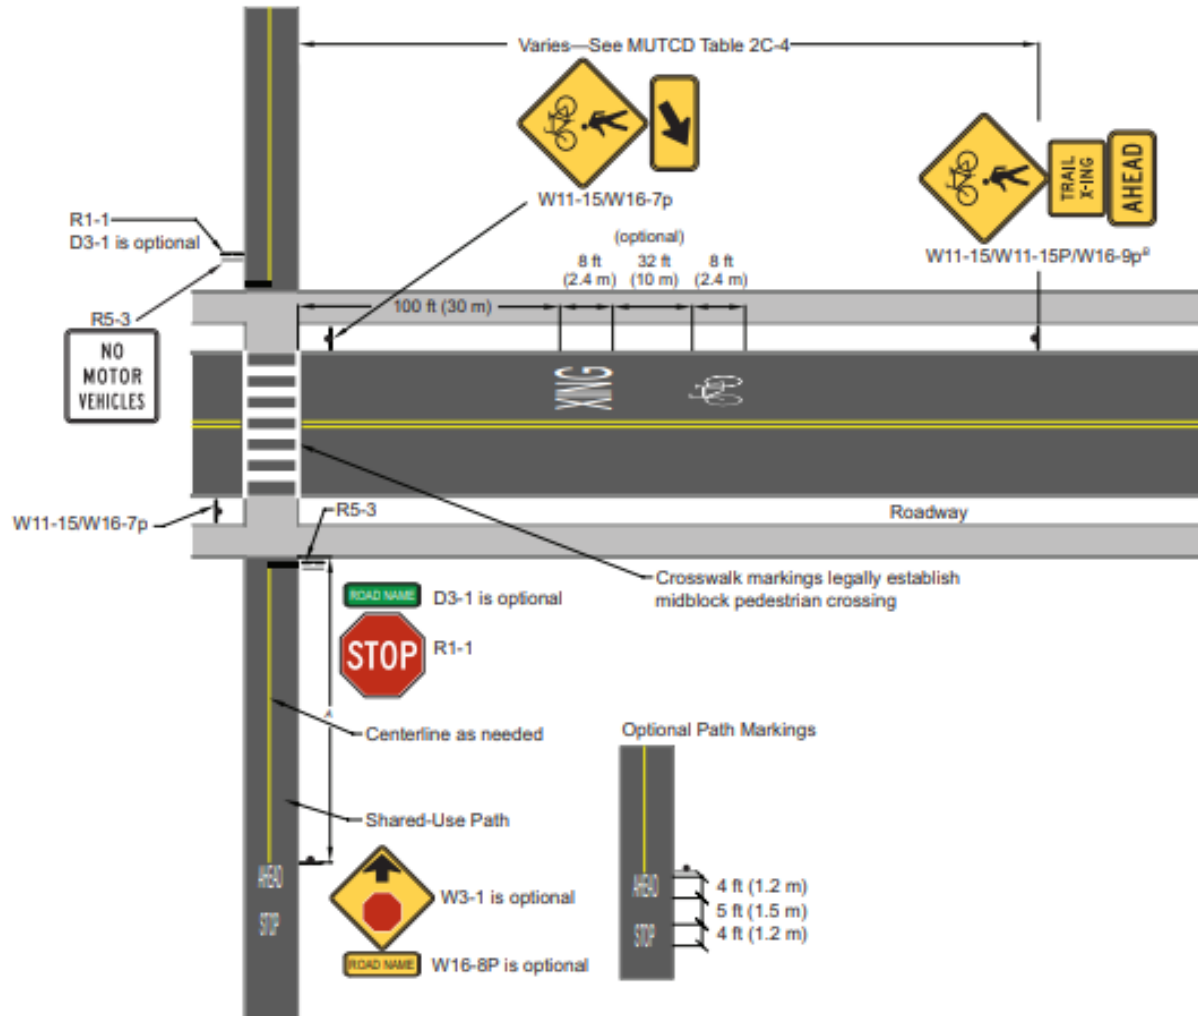 Varies—See MUTCD Table 2C-4
W11-15/W16-7p
TRAIL
X-ING
AHEAD
W11-15/W11-15P/W16-9pᴮ
R1-1
D3-1 is optional
R5-3
NO
MOTOR
VEHICLES
(optional)
8 ft
(2.4 m)
32 ft
(10 m)
8 ft
(2.4 m)
100 ft (30 m)
XING
W11-15/W16-7p
R5-3
Roadway
Crosswalk markings legally establish
midblock pedestrian crossing
ROAD NAME
D3-1 is optional
STOP
R1-1
A
Centerline as needed
Shared-Use Path
AHEAD
STOP
W3-1 is optional
ROAD NAME
W16-8P is optional
Optional Path Markings
AHEAD
STOP
4 ft (1.2 m)
5 ft (1.5 m)
4 ft (1.2 m)